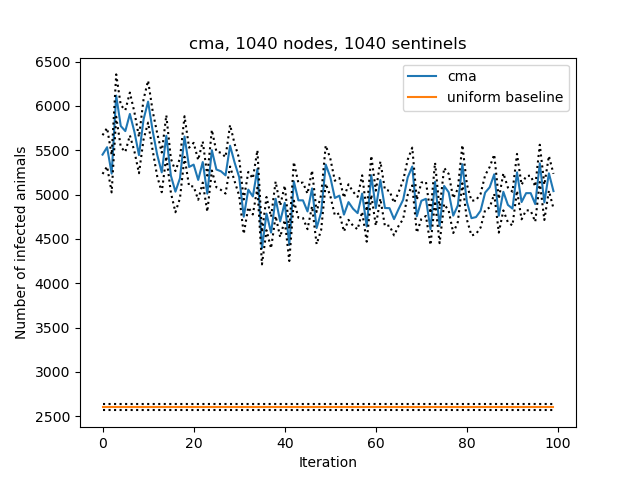 cma, 1040 nodes, 1040 sentinels
cma
uniform baseline
Number of infected animals
6500
6000
5500
5000
4500
4000
3500
3000
2500
0 20 40 60 80 100
Iteration